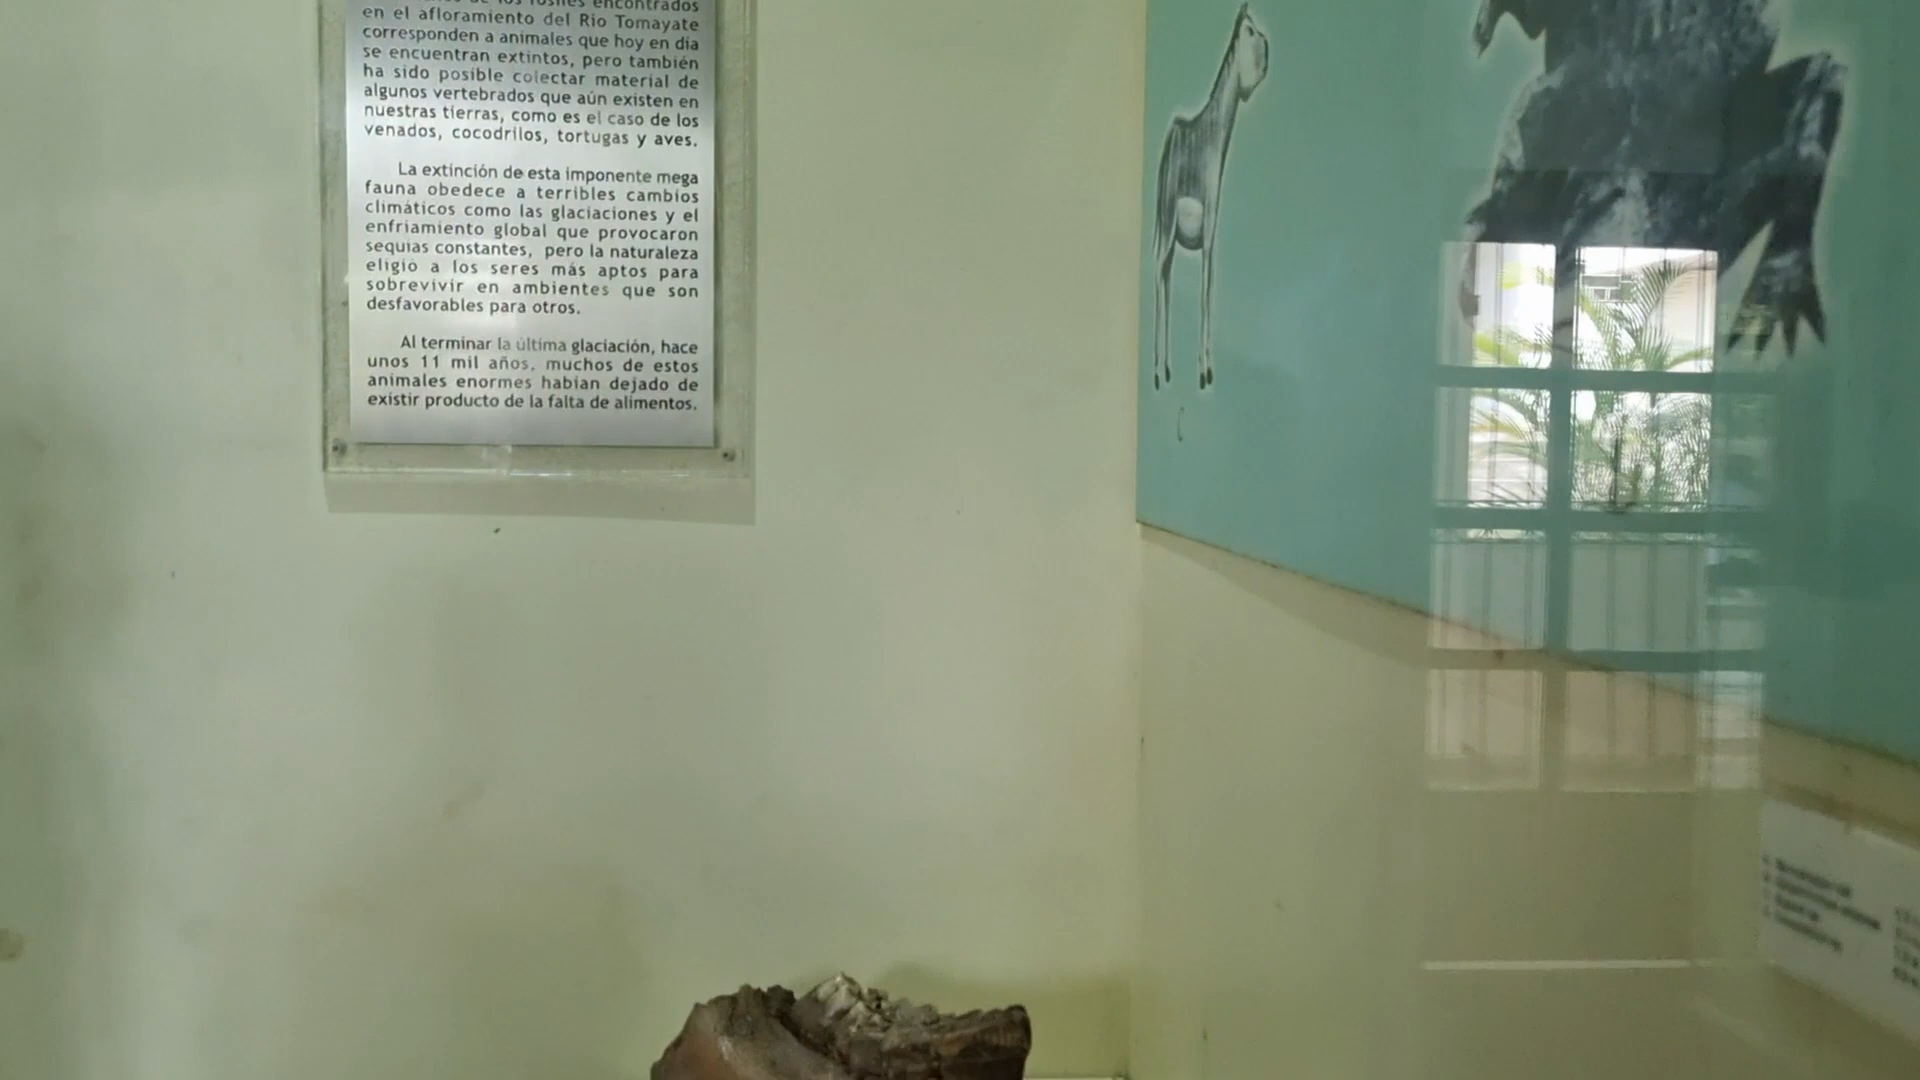 de los fósiles encontrados
en el afloramiento del Río Tomayate
corresponden a animales que hoy en día
se encuentran extintos, pero también
ha sido posible colectar material de
algunos vertebrados que aún existen en
nuestras tierras, como es el caso de los
venados, cocodrilos, tortugas y aves.
La extinción de esta imponente mega
fauna obedece a terribles cambios
climáticos como las glaciaciones y el
enfriamiento global que provocaron
sequías constantes, pero la naturaleza
eligió a los seres más aptos para
sobrevivir en ambientes que son
desfavorables para otros.
Al terminar la última glaciación, hace
unos 11 mil años, muchos de estos
animales enormes habían dejado de
existir producto de la falta de alimentos.